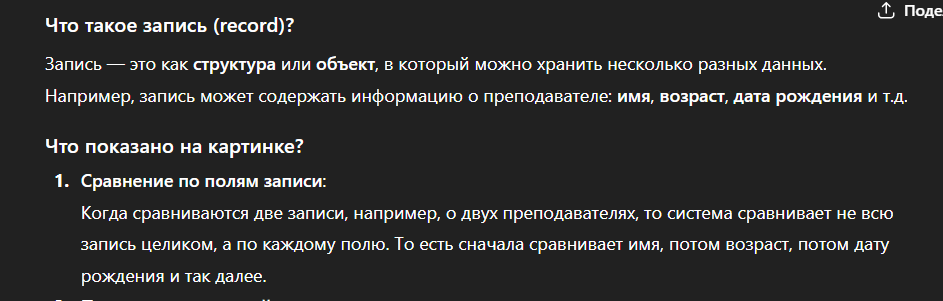 Поде
Что такое запись (record)?
Запись — это как структура или объект, в который можно хранить несколько разных данных.
Например, запись может содержать информацию о преподавателе: имя, возраст, дата рождения и т.д.
Что показано на картинке?
1. Сравнение по полям записи:
Когда сравниваются две записи, например, о двух преподавателях, то система сравнивает не всю
запись целиком, а по каждому полю. То есть сначала сравнивает имя, потом возраст, потом дату
рождения и так далее.